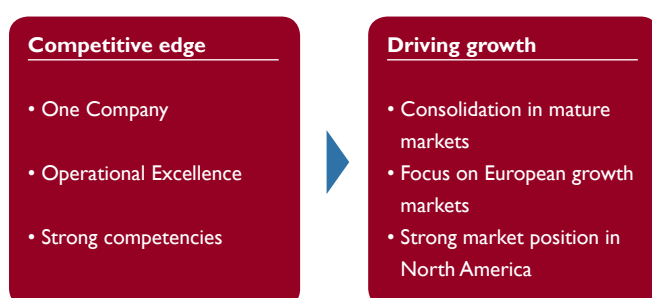 Competitive edge
• One Company
• Operational Excellence
• Strong competencies
Driving growth
• Consolidation in mature
markets
• Focus on European growth
markets
• Strong market position in
North America